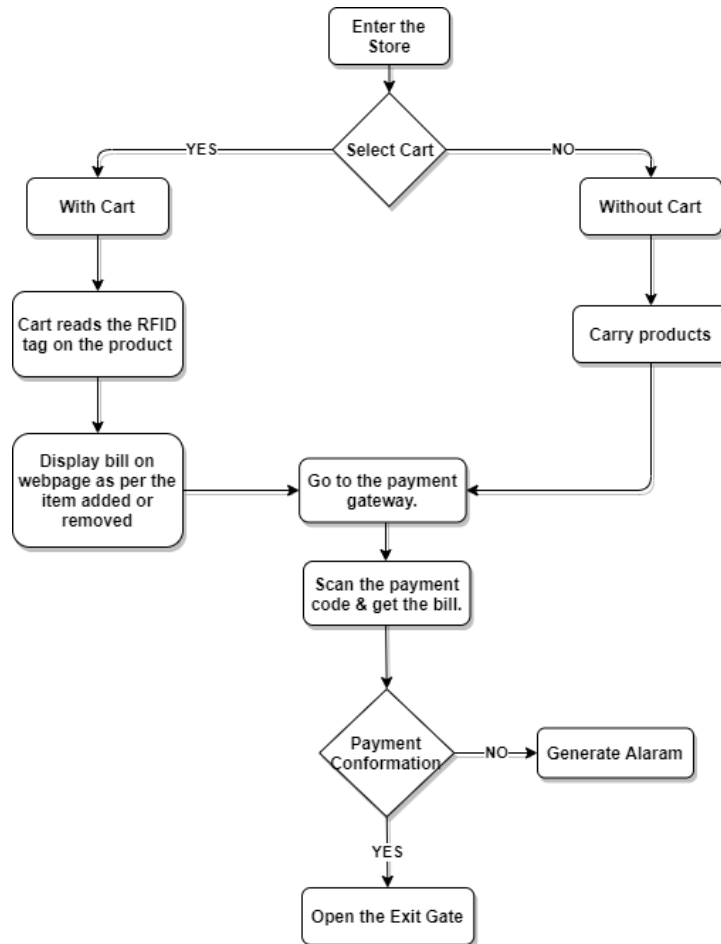 Enter the
Store
Select Cart
YES
NO
With Cart
Without Cart
Cart reads the RFID
tag on the product
Carry products
Display bill on
webpage as per the
item added or
removed
Go to the payment
gateway.
Scan the payment
code & get the bill.
Payment
Conformation
NO
Generate Alaram
YES
Open the Exit Gate